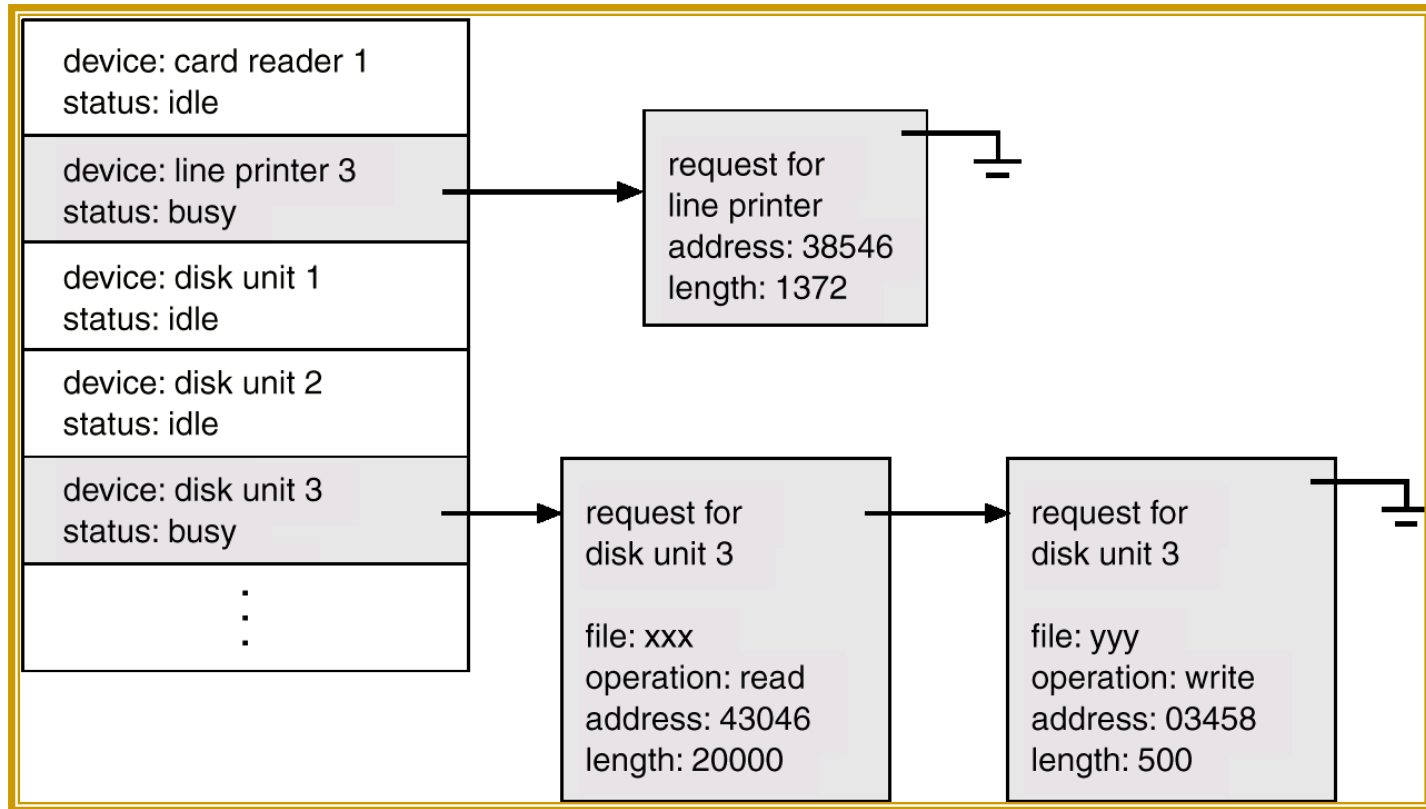 device: card reader 1
status: idle
device: line printer 3
status: busy
device: disk unit 1
status: idle
device: disk unit 2
status: idle
device: disk unit 3
status: busy
request for
line printer
address: 38546
length: 1372
request for
disk unit 3
file: xxx
operation: read
address: 43046
length: 20000
request for
disk unit 3
file: yyy
operation: write
address: 03458
length: 500